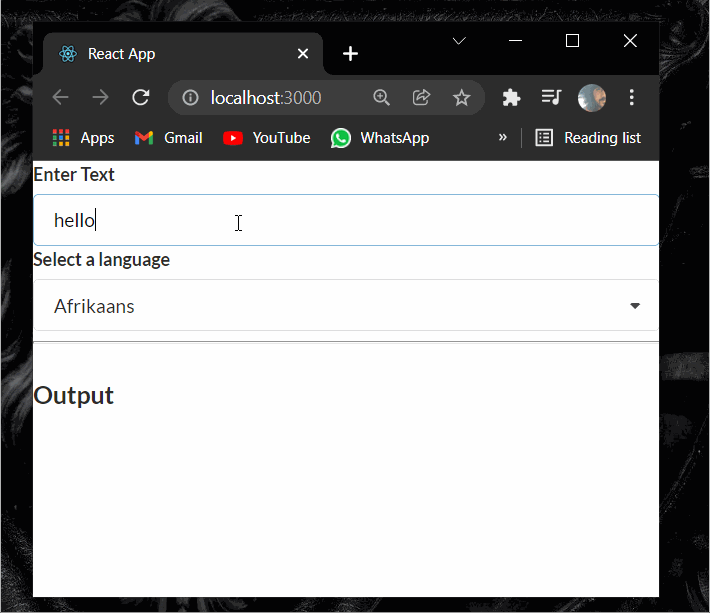 React App
localhost:3000
Apps Gmail YouTube WhatsApp » Reading list
Enter Text
hello
Select a language
Afrikaans
Output